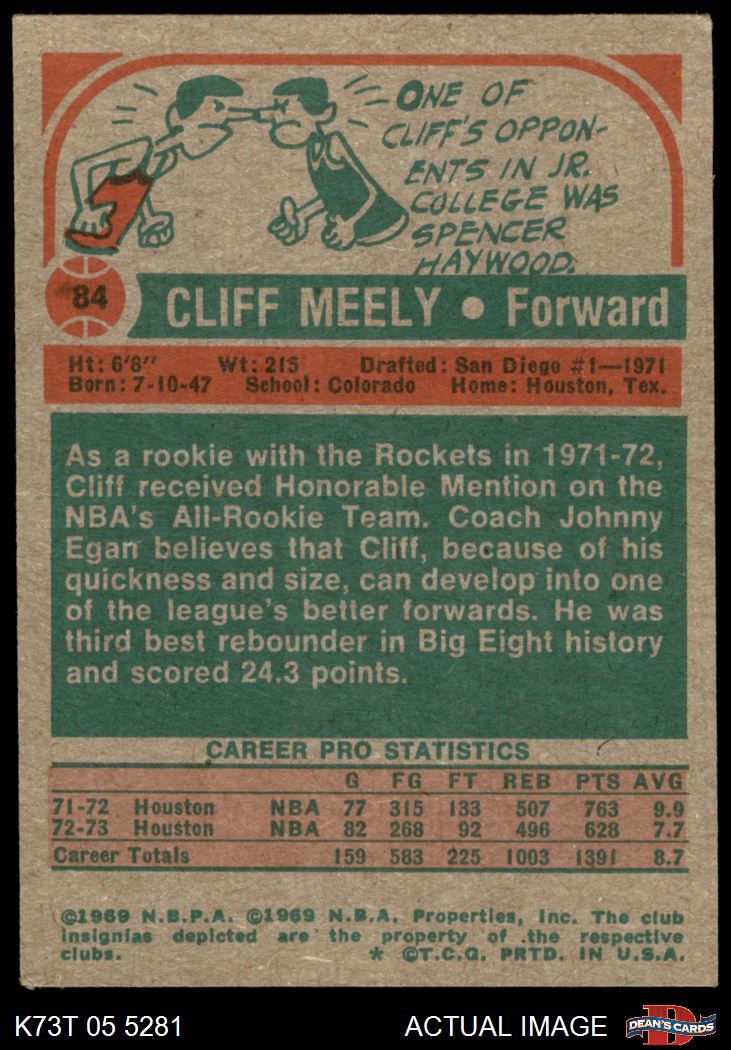 ONE OF
CLIFF'S OPPON-
ENTS IN JR.
COLLEGE WAS
SPENCER
HAYWOOD.
84
CLIFF MEELY • Forward
Ht: 6'8" Wt: 215 Drafted: San Diego #1—1971
Born: 7-10-47 School: Colorado Home: Houston, Tex.
As a rookie with the Rockets in 1971-72,
Cliff received Honorable Mention on the
NBA's All-Rookie Team. Coach Johnny
Egan believes that Cliff, because of his
quickness and size, can develop into one
of the league's better forwards. He was
third best rebounder in Big Eight history
and scored 24.3 points.
CAREER PRO STATISTICS
G FG FT REB PTS AVG
71-72 Houston NBA 77 315 133 507 763 9.9
72-73 Houston NBA 82 268 92 496 628 7.7
Career Totals 159 583 225 1003 1391 8.7
©1969 N.B.P.A. ©1969 N.B.A. Properties, Inc. The club
insignias depicted are the property of the respective
clubs. * ©T.C.G. PRTD. IN U.S.A.
K73T 05 5281 ACTUAL IMAGE DEAN'S CARDS